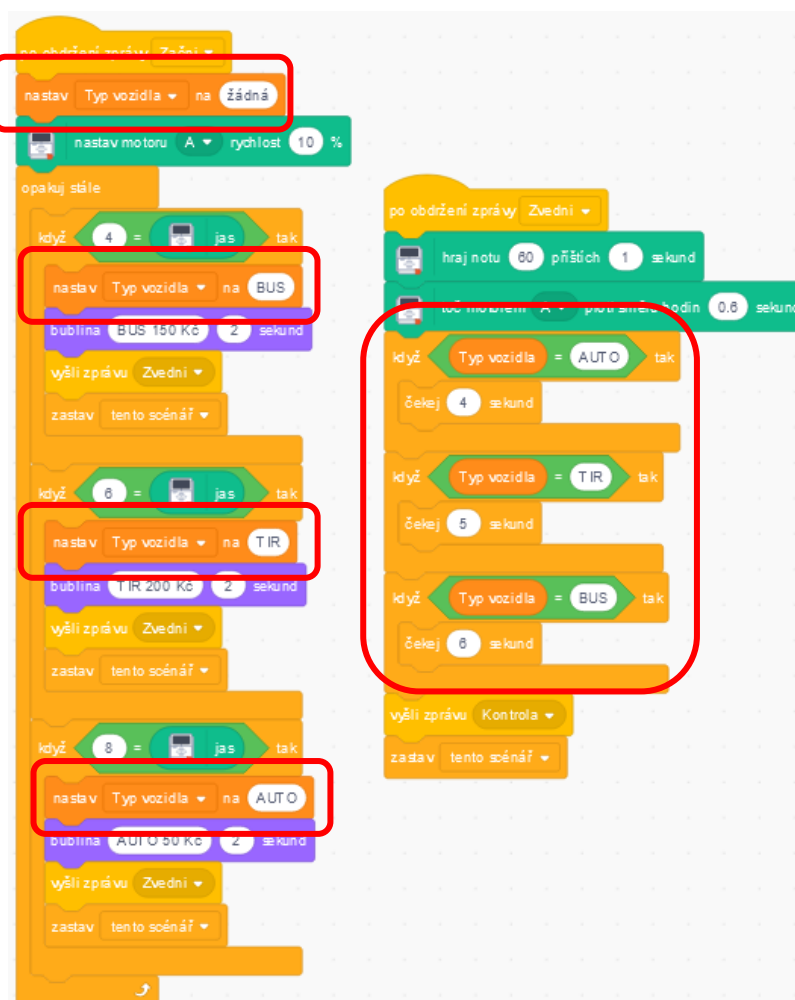 po obdržení zprávy Začni
nastav Typ vozidla na žádná
nastav motoru A rychlost 10 %
opakuj stále
když 4 = jas tak
nastav Typ vozidla na BUS
bublina BUS 150 Kč 2 sekund
vyšli zprávu Zvedni
zastav tento scénář
když 6 = jas tak
nastav Typ vozidla na TIR
bublina TIR 200 Kč 2 sekund
vyšli zprávu Zvedni
zastav tento scénář
když 8 = jas tak
nastav Typ vozidla na AUTO
bublina AUTO 50 Kč 2 sekund
vyšli zprávu Zvedni
zastav tento scénář
po obdržení zprávy Zvedni
hraj notu 60 příštích 1 sekund
toč motorem A proti směru hodin 0.6 sekund
když Typ vozidla = AUTO tak
čekej 4 sekund
když Typ vozidla = TIR tak
čekej 5 sekund
když Typ vozidla = BUS tak
čekej 6 sekund
vyšli zprávu Kontrola
zastav tento scénář